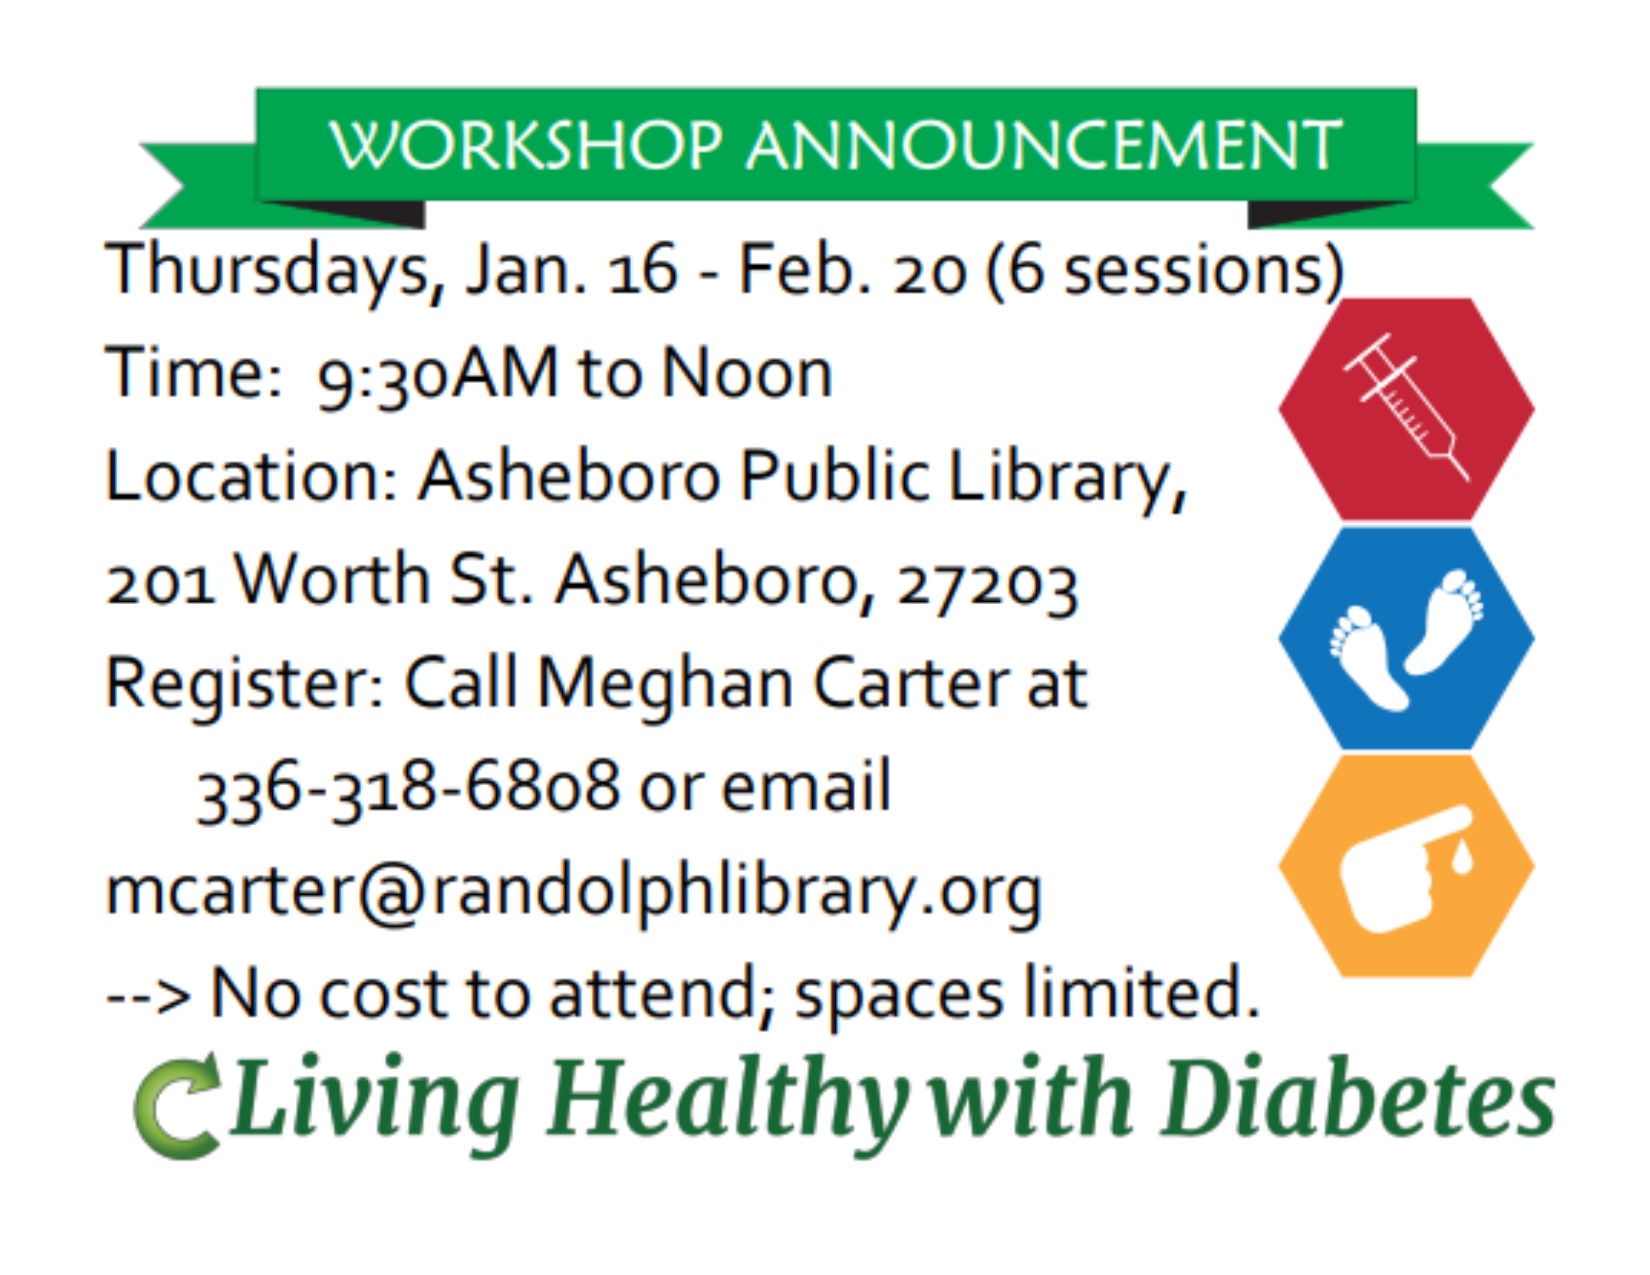 WORKSHOP ANNOUNCEMENT
Thursdays, Jan. 16 - Feb. 20 (6 sessions)
Time:  9:30AM to Noon
Location: Asheboro Public Library,
201 Worth St. Asheboro, 27203
Register: Call Meghan Carter at
336-318-6808 or email
mcarter@randolphlibrary.org
--> No cost to attend; spaces limited.
Living Healthy with Diabetes